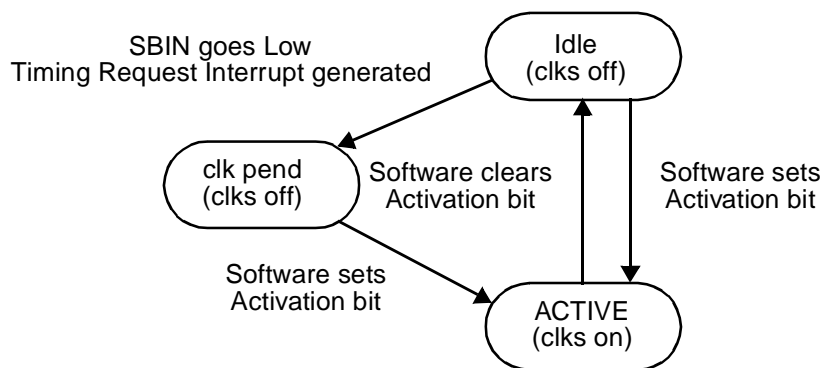 SBIN goes Low
Timing Request Interrupt generated
Idle
(clks off)
clk pend
(clks off)
Software clears
Activation bit
Software sets
Activation bit
Software sets
Activation bit
ACTIVE
(clks on)